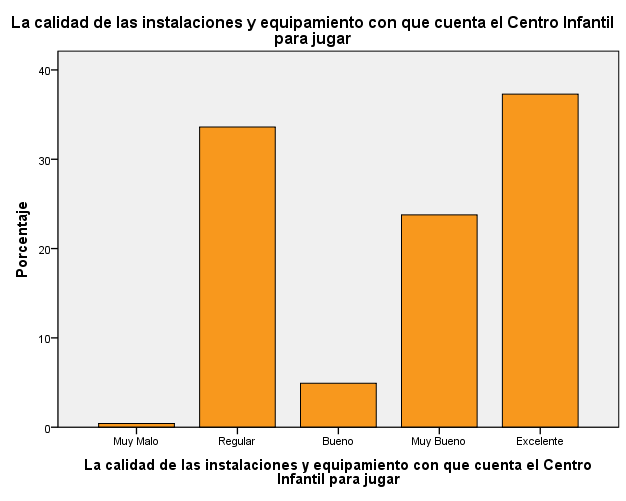 La calidad de las instalaciones y equipamiento con que cuenta el Centro Infantil
para jugar
40
30
20
10
0
Porcentaje
Muy Malo
Regular
Bueno
Muy Bueno
Excelente
La calidad de las instalaciones y equipamiento con que cuenta el Centro
Infantil para jugar